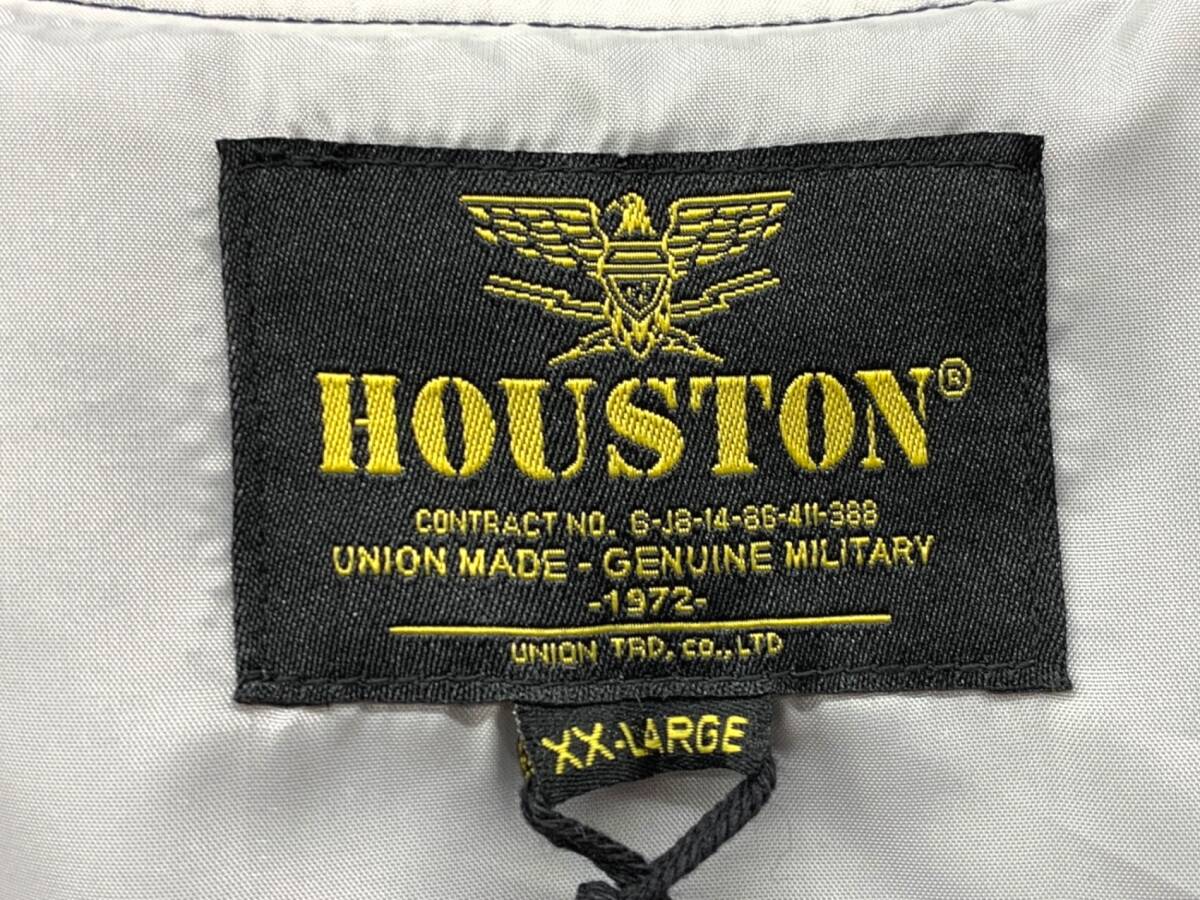 HOUSTON®
CONTRACT NO. 6-J8-14-86-411-988
UNION MADE - GENUINE MILITARY
-1972-
UNION TRD. CO., LTD
XX-LARGE